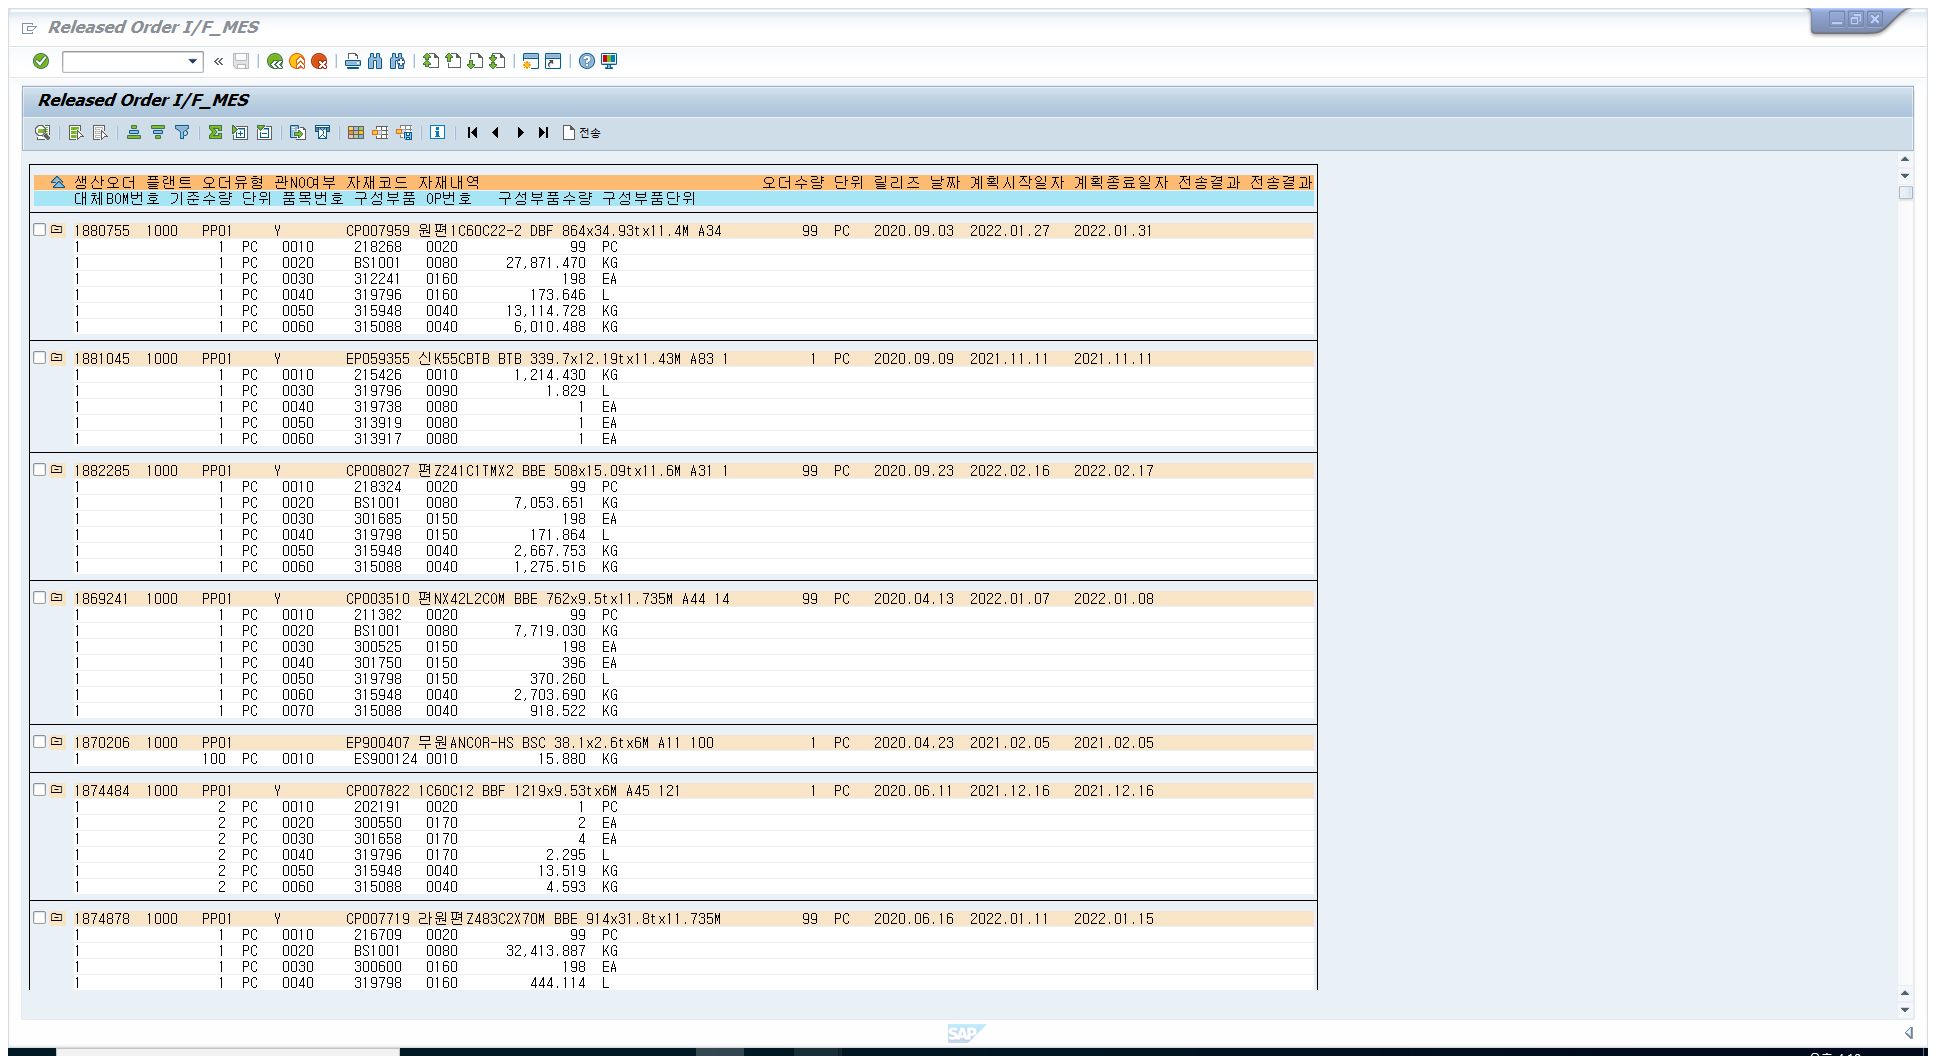 Released Order I/F_MES
Released Order I/F_MES
전송
생산오더 플랜트 오더유형 관NO여부 자재코드 자재내역 오더수량 단위 릴리즈 날짜 계획시작일자 계획종료일자 전송결과 전송결과
대체BOM번호 기준수량 단위 품목번호 구성부품 OP번호 구성부품수량 구성부품단위
1880755 1000 PP01 Y CP007959 원편1C60C22-2 DBF 864x34.93tx11.4M A34 99 PC 2020.09.03 2022.01.27 2022.01.31
1 1 PC 0010 218268 0020 99 PC
1 1 PC 0020 BS1001 0080 27,871.470 KG
1 1 PC 0030 312241 0160 198 EA
1 1 PC 0040 319796 0160 173.646 L
1 1 PC 0050 315948 0040 13,114.728 KG
1 1 PC 0060 315088 0040 6,010.488 KG
1881045 1000 PP01 Y EP059355 신K55CBTB BTB 339.7x12.19tx11.43M A83 1 1 PC 2020.09.09 2021.11.11 2021.11.11
1 1 PC 0010 215426 0010 1,214.430 KG
1 1 PC 0030 319796 0090 1.829 L
1 1 PC 0040 319738 0080 1 EA
1 1 PC 0050 313919 0080 1 EA
1 1 PC 0060 313917 0080 1 EA
1882285 1000 PP01 Y CP008027 편Z241C1TMX2 BBE 508x15.09tx11.6M A31 1 99 PC 2020.09.23 2022.02.16 2022.02.17
1 1 PC 0010 218324 0020 99 PC
1 1 PC 0020 BS1001 0080 7,053.651 KG
1 1 PC 0030 301685 0150 198 EA
1 1 PC 0040 319798 0150 171.864 L
1 1 PC 0050 315948 0040 2,667.753 KG
1 1 PC 0060 315088 0040 1,275.516 KG
1869241 1000 PP01 Y CP003510 편NX42L2COM BBE 762x9.5tx11.735M A44 14 99 PC 2020.04.13 2022.01.07 2022.01.08
1 1 PC 0010 211382 0020 99 PC
1 1 PC 0020 BS1001 0080 7,719.030 KG
1 1 PC 0030 300525 0150 198 EA
1 1 PC 0040 301750 0150 396 EA
1 1 PC 0050 319798 0150 370.260 L
1 1 PC 0060 315948 0040 2,703.690 KG
1 1 PC 0070 315088 0040 918.522 KG
1870206 1000 PP01 EP900407 무원ANCOR-HS BSC 38.1x2.6tx6M A11 100 1 PC 2020.04.23 2021.02.05 2021.02.05
1 100 PC 0010 ES900124 0010 15.880 KG
1874484 1000 PP01 Y CP007822 1C60C12 BBF 1219x9.53tx6M A45 121 1 PC 2020.06.11 2021.12.16 2021.12.16
1 2 PC 0010 202191 0020 1 PC
1 2 PC 0020 300550 0170 2 EA
1 2 PC 0030 301658 0170 4 EA
1 2 PC 0040 319796 0170 2.295 L
1 2 PC 0050 315948 0040 13.519 KG
1 2 PC 0060 315088 0040 4.593 KG
1874878 1000 PP01 Y CP007719 라원편Z483C2X70M BBE 914x31.8tx11.735M 99 PC 2020.06.16 2022.01.11 2022.01.15
1 1 PC 0010 216709 0020 99 PC
1 1 PC 0020 BS1001 0080 32,413.887 KG
1 1 PC 0030 300600 0160 198 EA
1 1 PC 0040 319798 0160 444.114 L
SAP